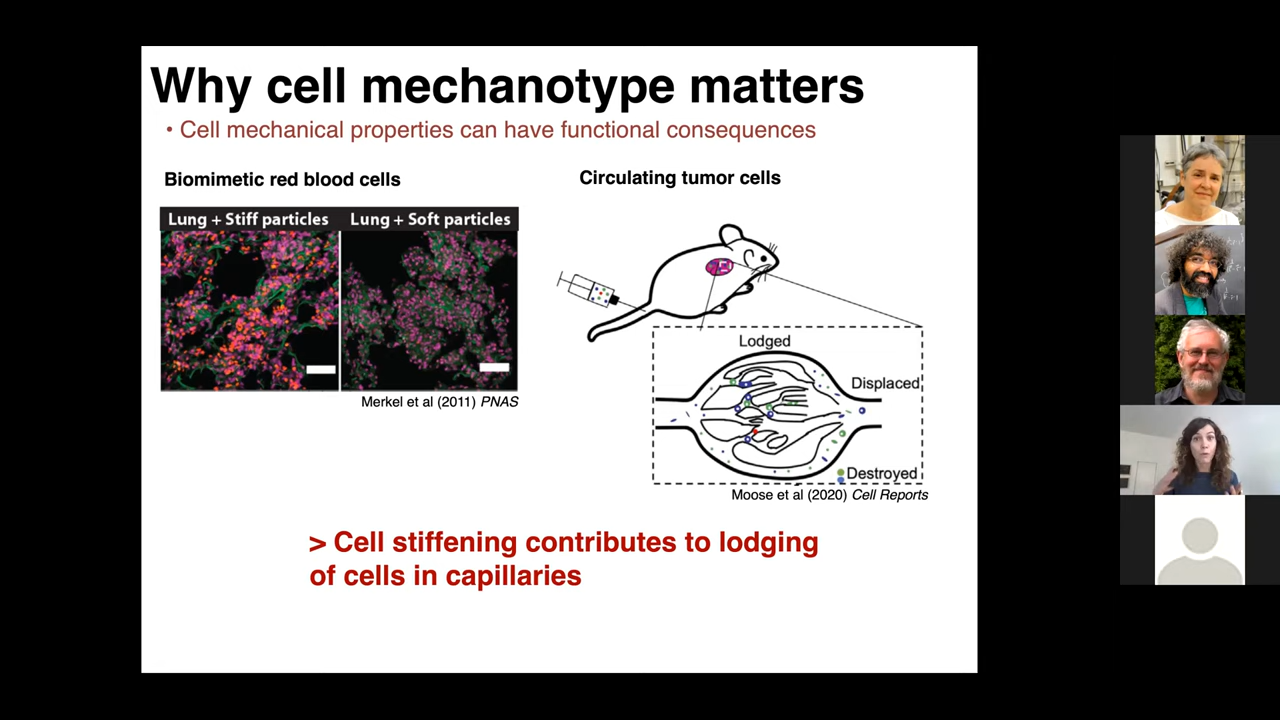 Why cell mechanotype matters
• Cell mechanical properties can have functional consequences
Biomimetic red blood cells
Lung + Stiff particles
Lung + Soft particles
Merkel et al (2011) PNAS
Circulating tumor cells
Lodged
Displaced
Destroyed
Moose et al (2020) Cell Reports
> Cell stiffening contributes to lodging
of cells in capillaries